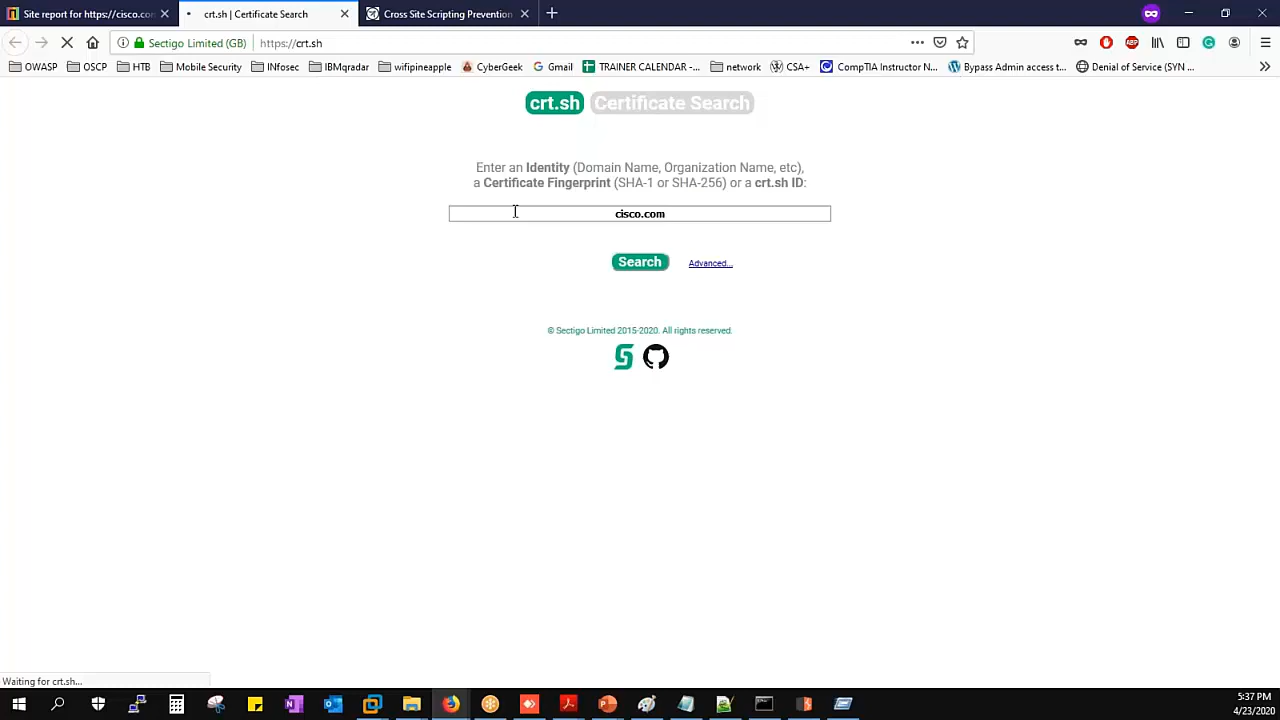 Site report for https://cisco.con
crt.sh | Certificate Search
Cross Site Scripting Prevention
Sectigo Limited (GB)
https://crt.sh
OWASP
OSCP
HTB
Mobile Security
INfosec
IBMqradar
wifipineapple
CyberGeek
Gmail
TRAINER CALENDAR -...
network
CSA+
CompTIA Instructor N...
Bypass Admin access t...
Denial of Service (SYN ...
crt.sh Certificate Search
Enter an Identity (Domain Name, Organization Name, etc),
a Certificate Fingerprint (SHA-1 or SHA-256) or a crt.sh ID:
cisco.com
Search
Advanced...
© Sectigo Limited 2015-2020. All rights reserved.
Waiting for crt.sh...
5:37 PM
4/23/2020